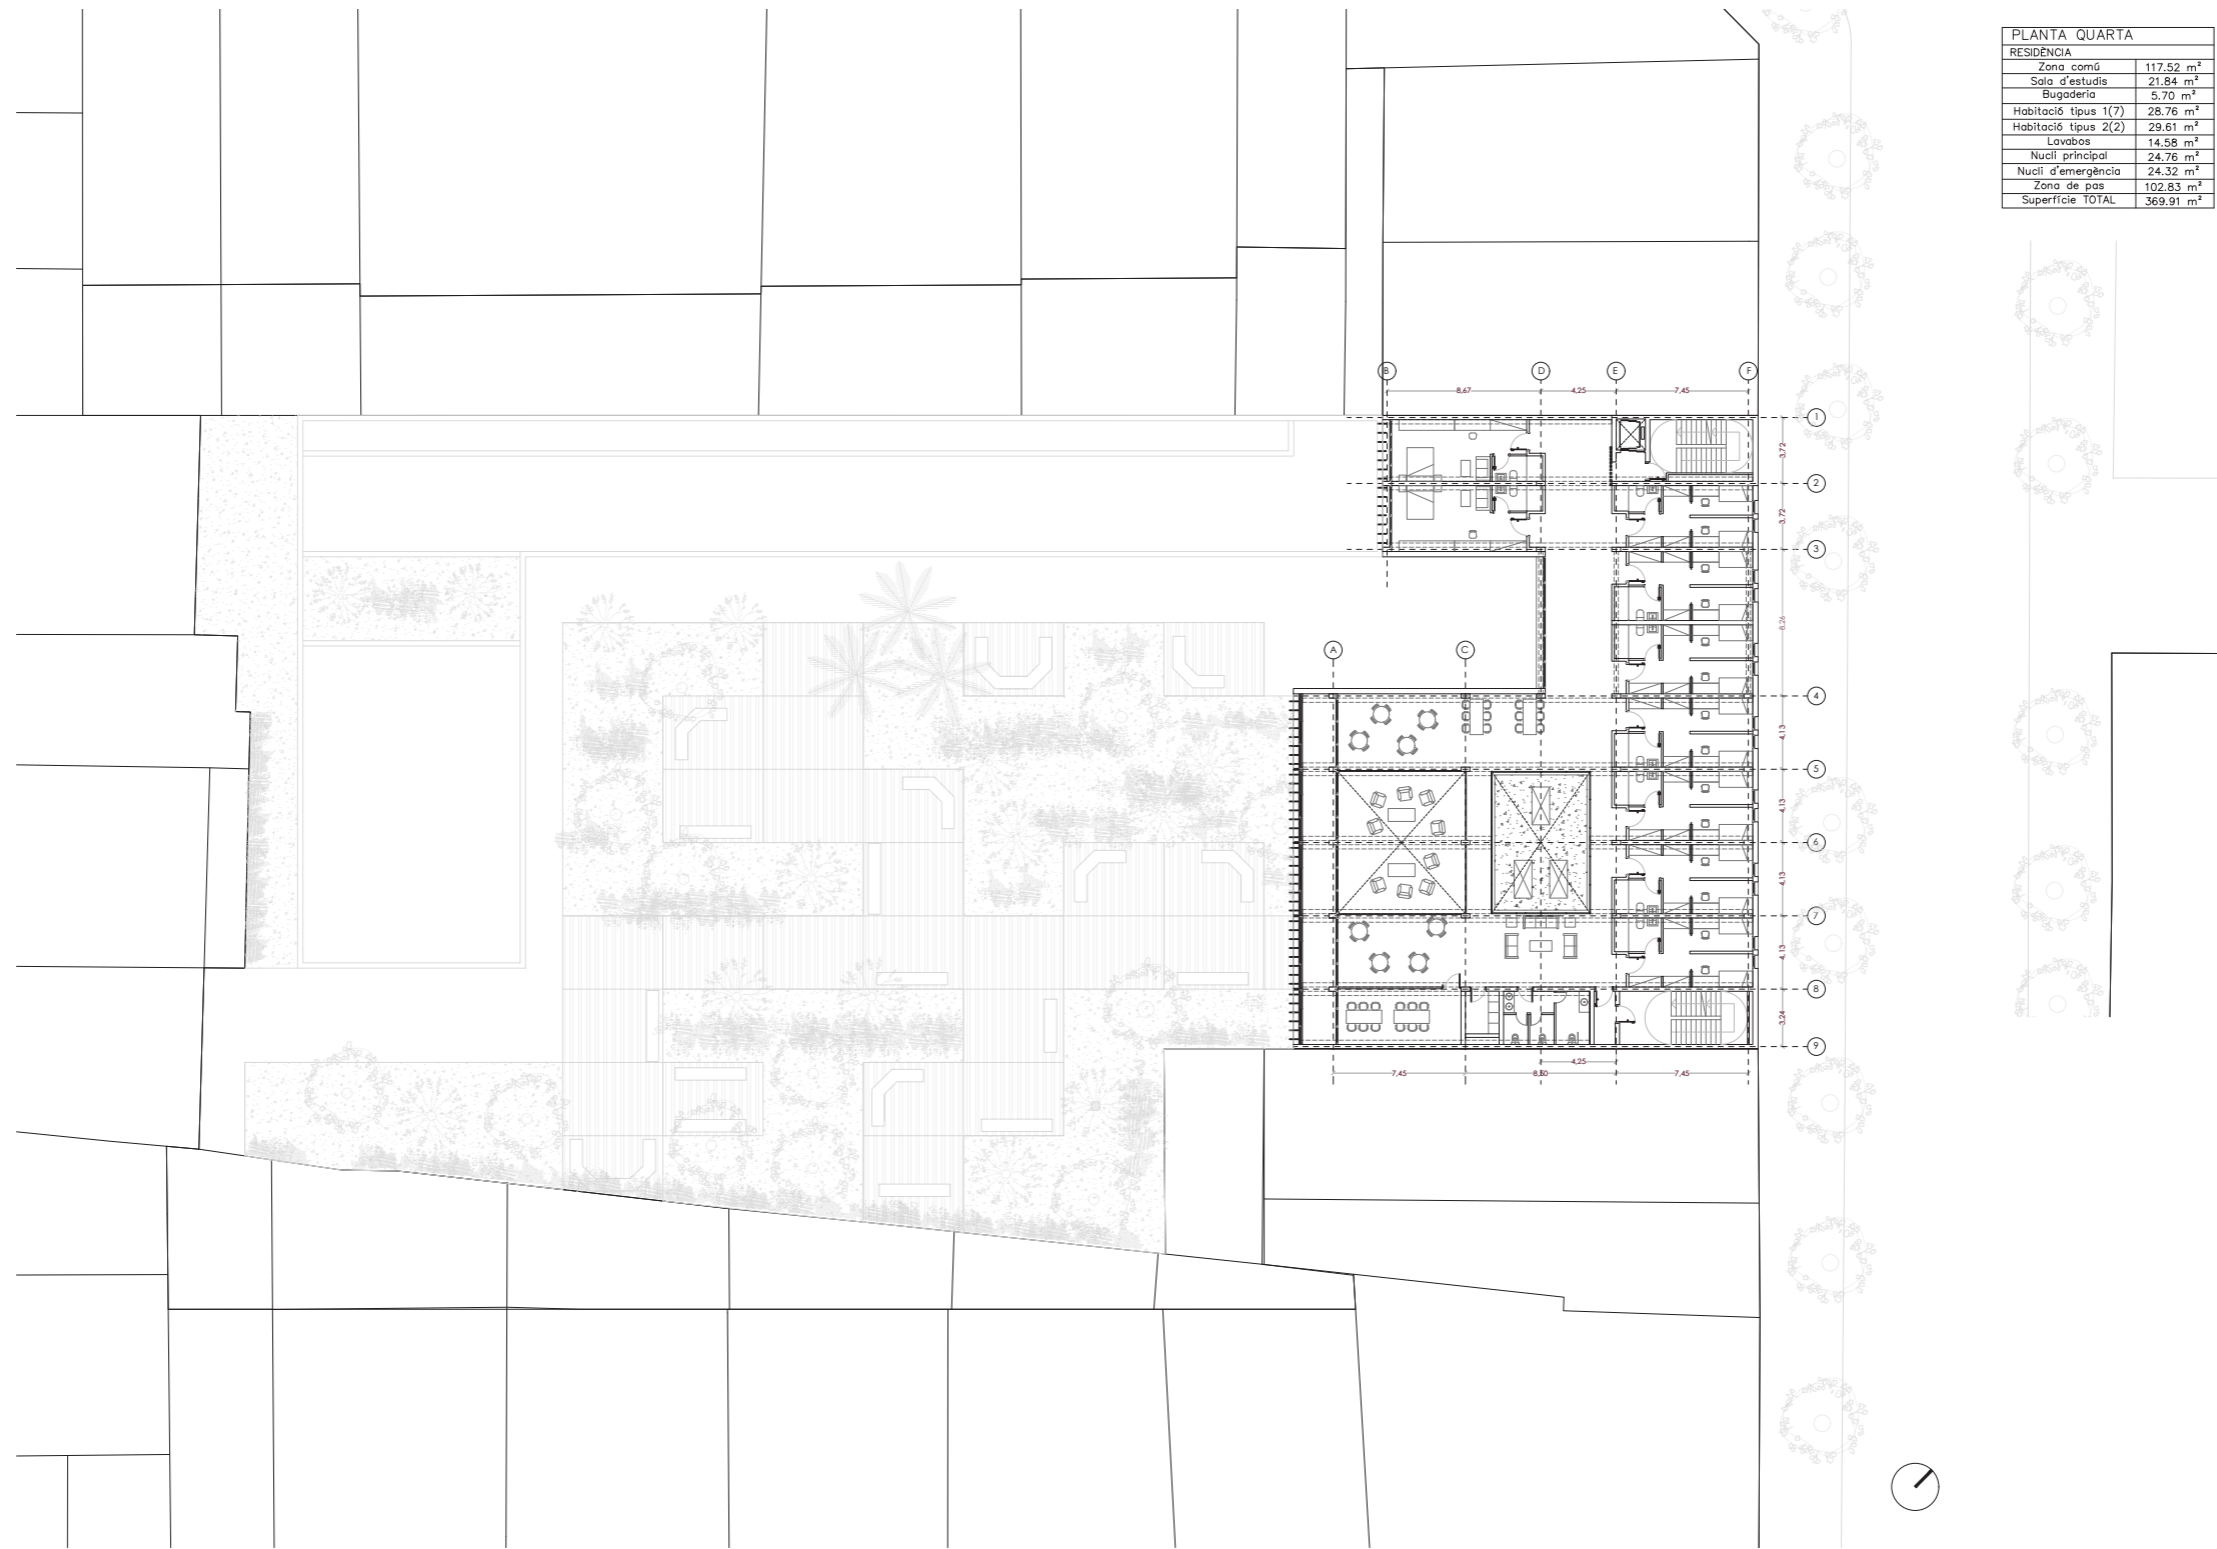 PLANTA QUARTA
RESIDÈNCIA
Zona comú 117.52 m²
Sala d'estudis 21.84 m²
Bugaderia 5.70 m²
Habitació tipus 1(7) 28.76 m²
Habitació tipus 2(2) 29.61 m²
Lavabos 14.58 m²
Nucli principal 24.76 m²
Nucli d'emergència 24.32 m²
Zona de pas 102.83 m²
Superfície TOTAL 369.91 m²
B D E F
8,67 4,25 7,45
1
3,72
2
3,72
3
8,26
A C
4
4,13
5
4,13
6
4,13
7
4,13
8
3,24
9
4,25
7,45 8,50 7,45